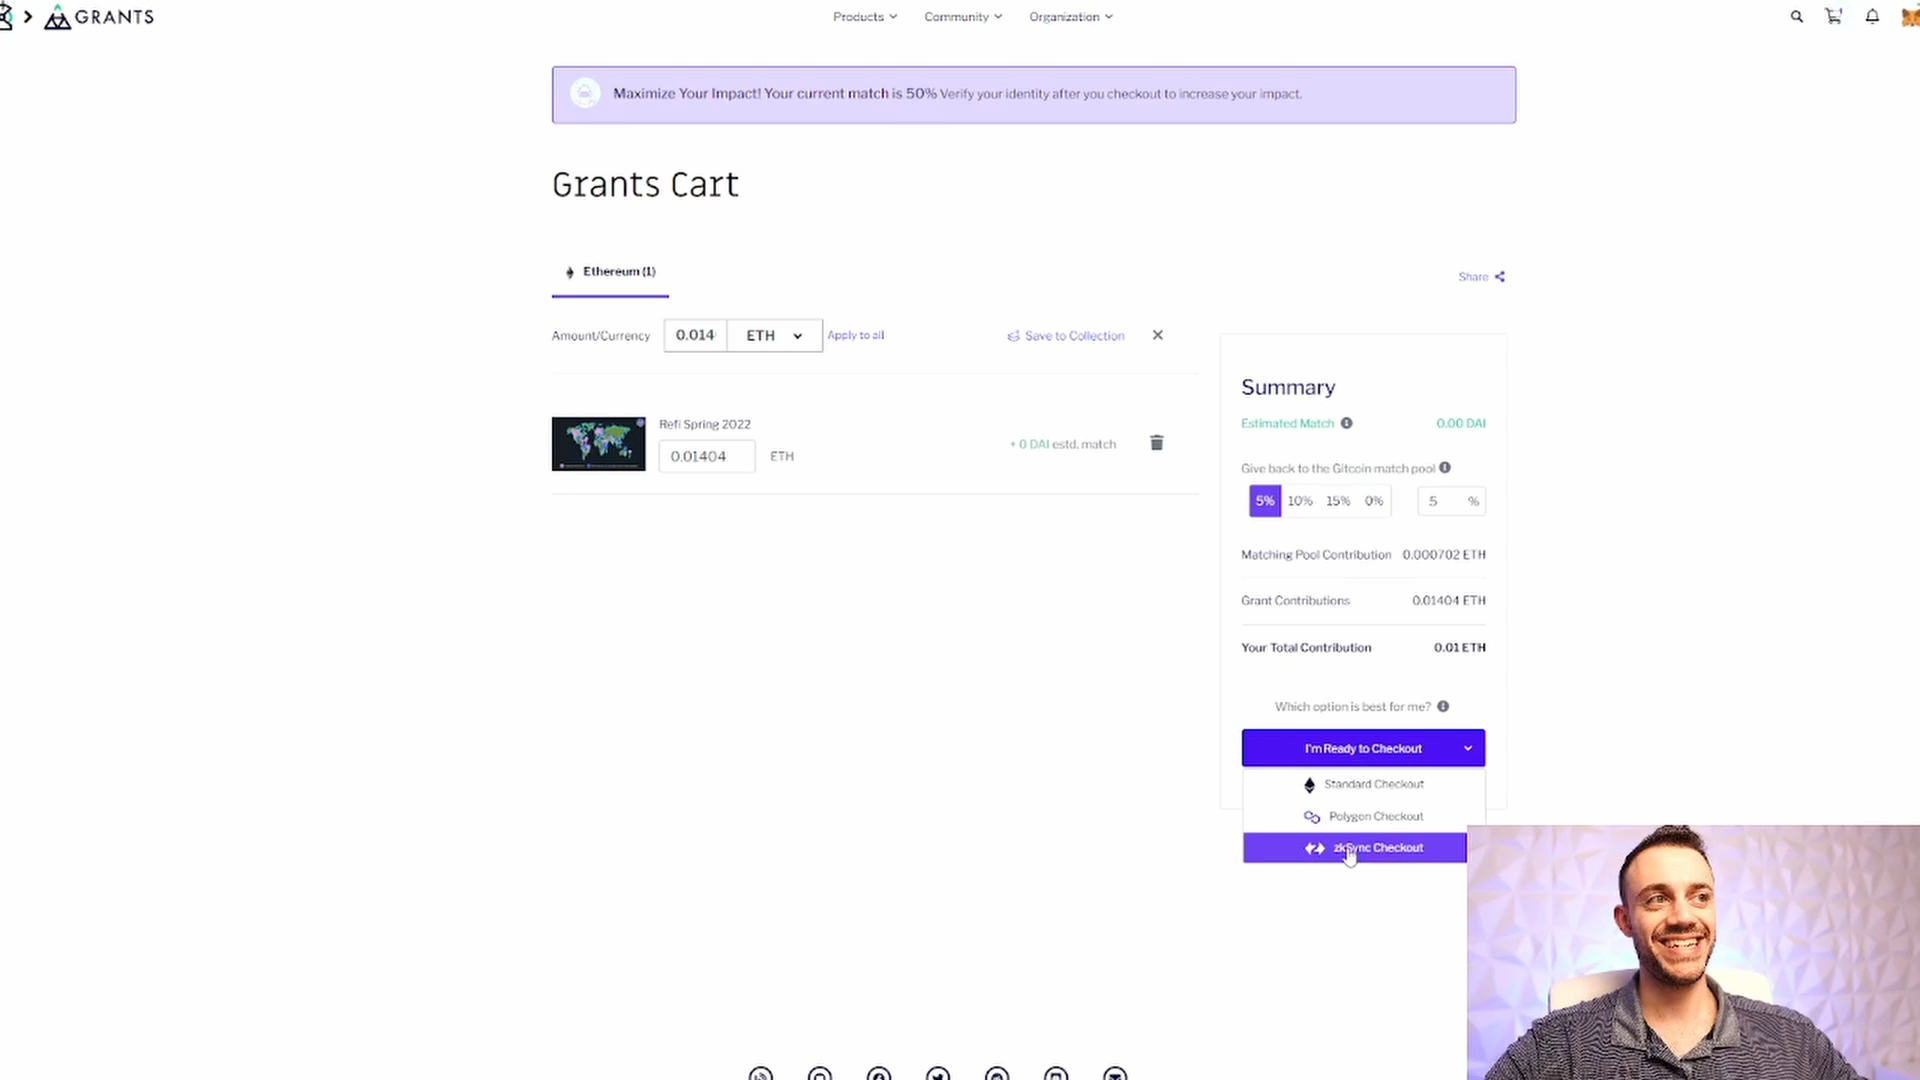 GRANTS
Products
Community
Organization
Maximize Your Impact! Your current match is 50% Verify your identity after you checkout to increase your impact.
Grants Cart
Ethereum (1)
Share
Amount/Currency
0.014
ETH
Apply to all
Save to Collection
Summary
Estimated Match
0.00 DAI
Refi Spring 2022
0.01404
ETH
+ 0 DAI estd. match
Give back to the Gitcoin match pool
5%
10%
15%
0%
5 %
Matching Pool Contribution 0.000702 ETH
Grant Contributions 0.01404 ETH
Your Total Contribution 0.01 ETH
Which option is best for me?
I'm Ready to Checkout
Standard Checkout
Polygon Checkout
zkSync Checkout